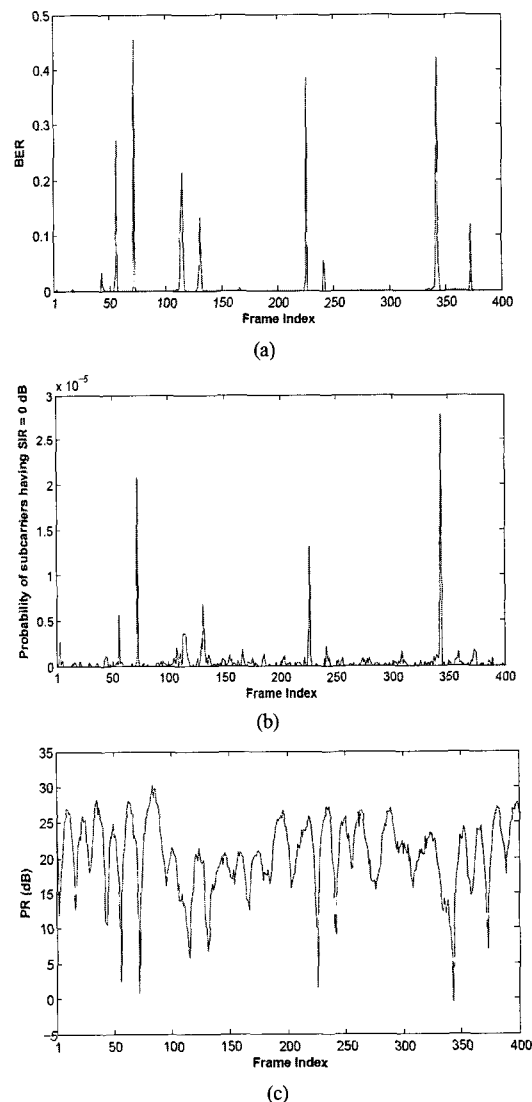 0.5
0.4
0.3
0.2
0.1
0
BER
1 50 100 150 200 250 300 350 400
Frame Index
(a)
× 10⁻⁵
3
2.5
2
1.5
1
0.5
0
Probability of subcarriers having SIR = 0 dB
1 50 100 150 200 250 300 350 400
Frame Index
(b)
35
30
25
20
15
10
5
0
−5
PR (dB)
1 50 100 150 200 250 300 350 400
Frame Index
(c)